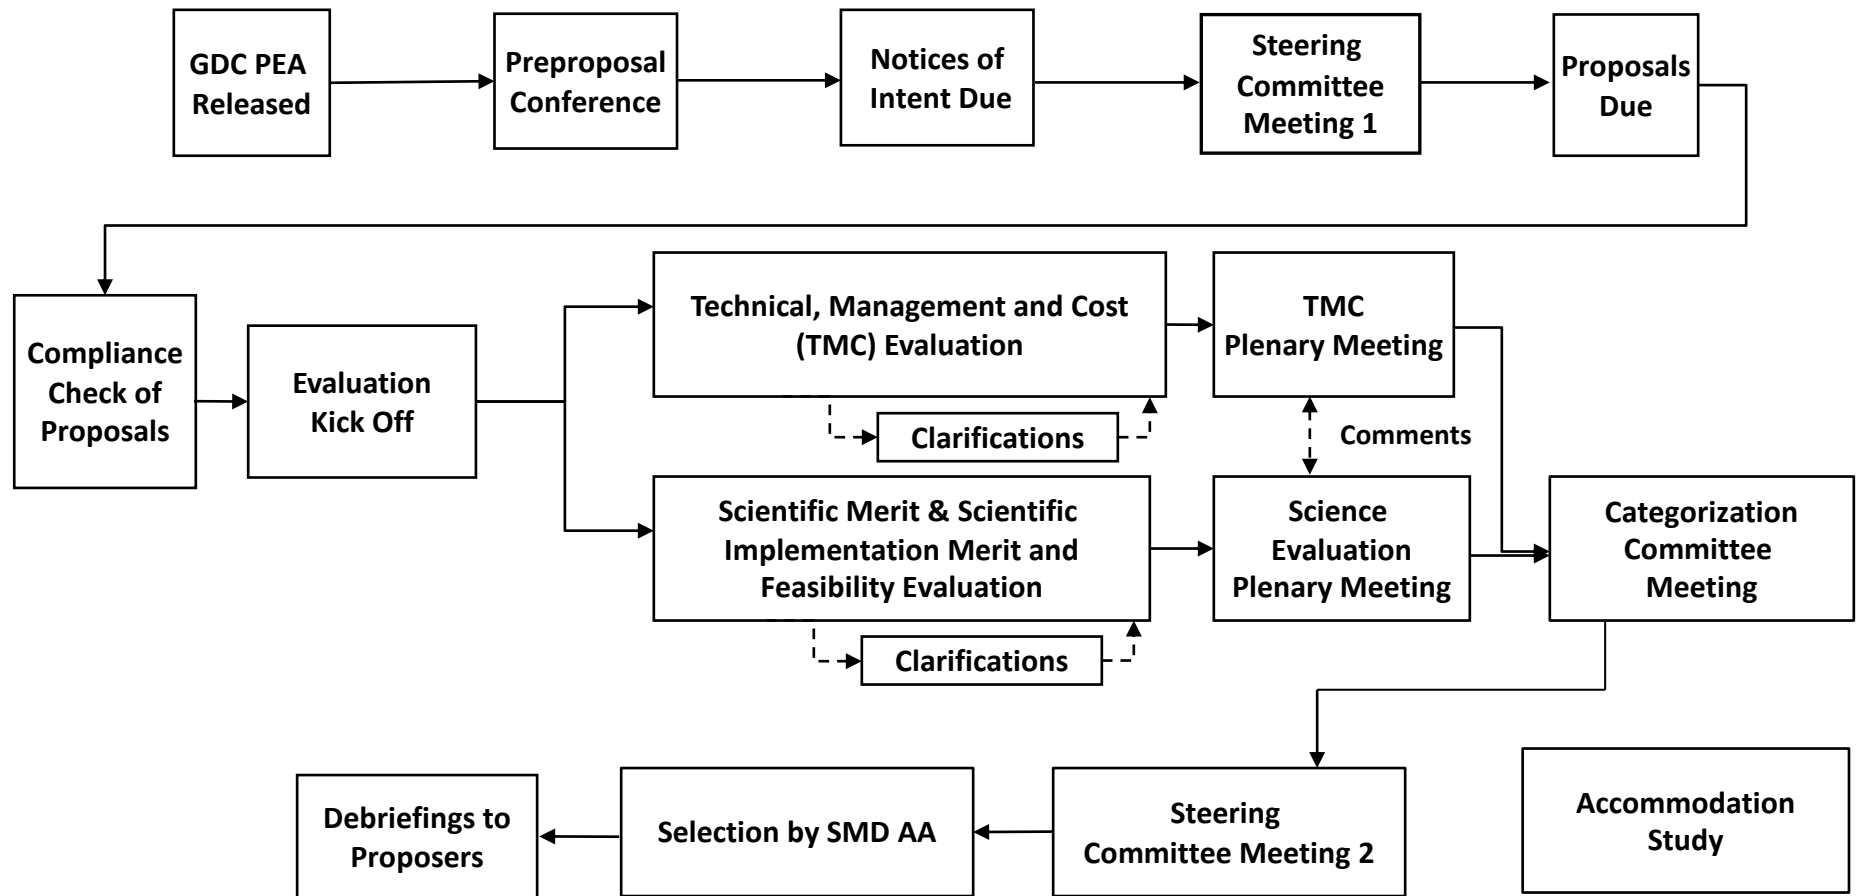 GDC PEA
Released
Preproposal
Conference
Notices of
Intent Due
Steering
Committee
Meeting 1
Proposals
Due
Compliance
Check of
Proposals
Evaluation
Kick Off
Technical, Management and Cost
(TMC) Evaluation
Clarifications
TMC
Plenary Meeting
Comments
Scientific Merit & Scientific
Implementation Merit and
Feasibility Evaluation
Clarifications
Science
Evaluation
Plenary Meeting
Categorization
Committee
Meeting
Debriefings to
Proposers
Selection by SMD AA
Steering
Committee Meeting 2
Accommodation
Study